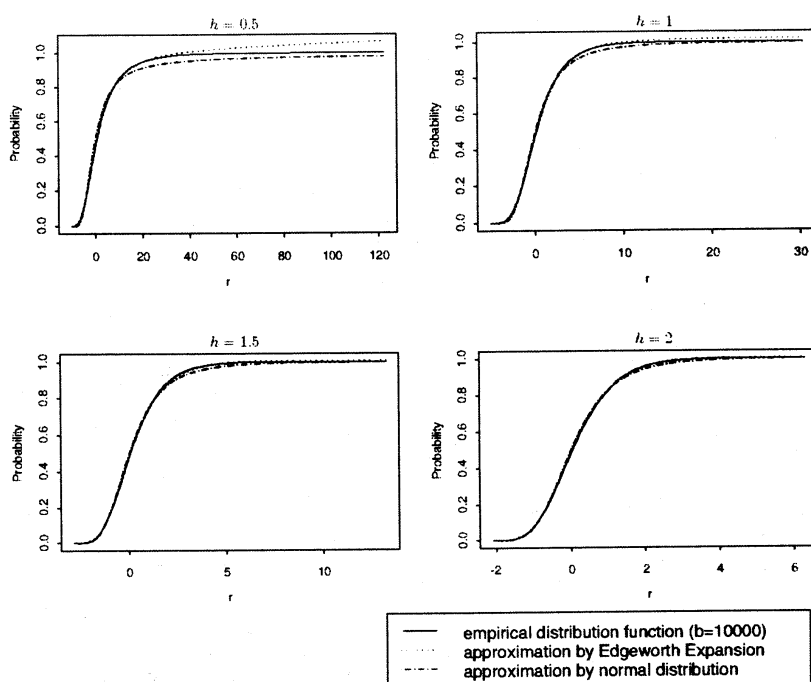 h = 0.5
Probability
0.0 0.2 0.4 0.6 0.8 1.0
0 20 40 60 80 100 120
r
h = 1
Probability
0.0 0.2 0.4 0.6 0.8 1.0
0 10 20 30
r
h = 1.5
Probability
0.0 0.2 0.4 0.6 0.8 1.0
0 5 10
r
h = 2
Probability
0.0 0.2 0.4 0.6 0.8 1.0
-2 0 2 4 6
r
empirical distribution function (b=10000)
approximation by Edgeworth Expansion
approximation by normal distribution